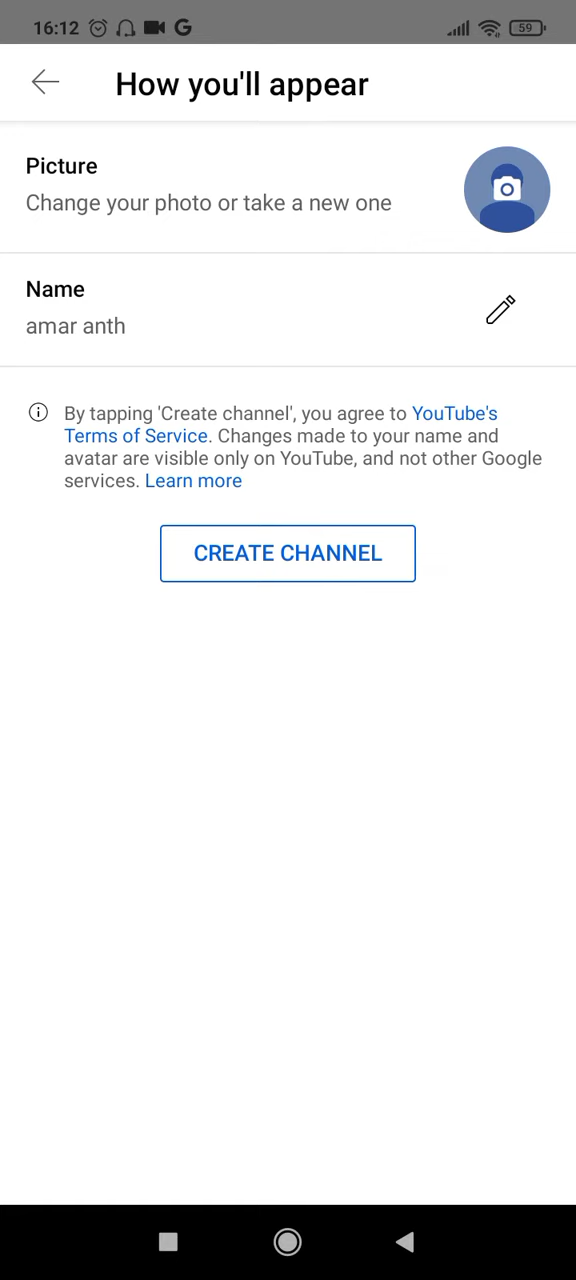 16:12 G 59
How you'll appear
Picture
Change your photo or take a new one
Name
amar anth
By tapping 'Create channel', you agree to YouTube's
Terms of Service. Changes made to your name and
avatar are visible only on YouTube, and not other Google
services. Learn more
CREATE CHANNEL